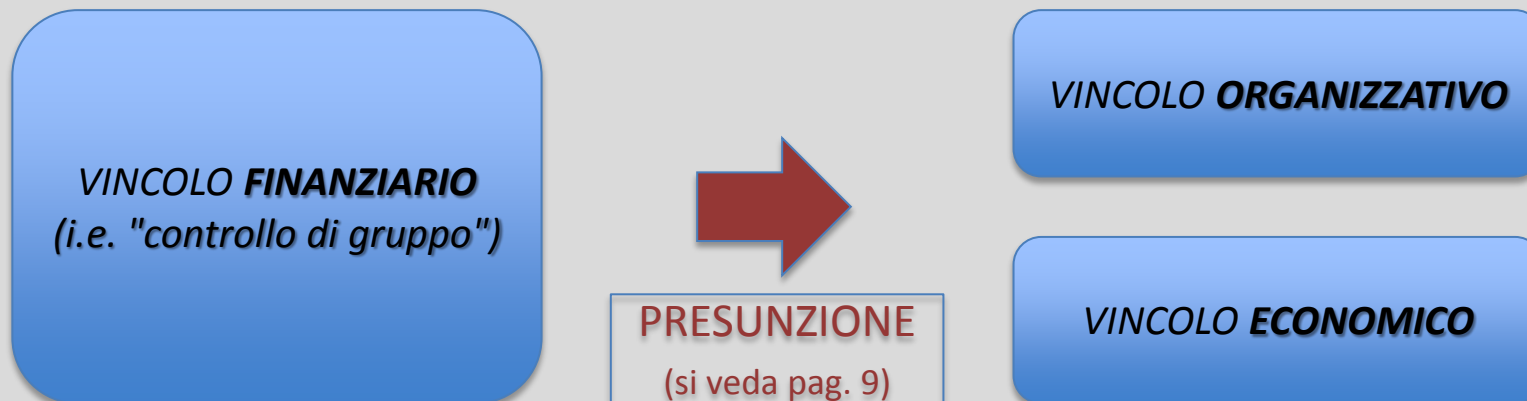 VINCOLO FINANZIARIO
(i.e. "controllo di gruppo")
PRESUNZIONE
(si veda pag. 9)
VINCOLO ORGANIZZATIVO
VINCOLO ECONOMICO